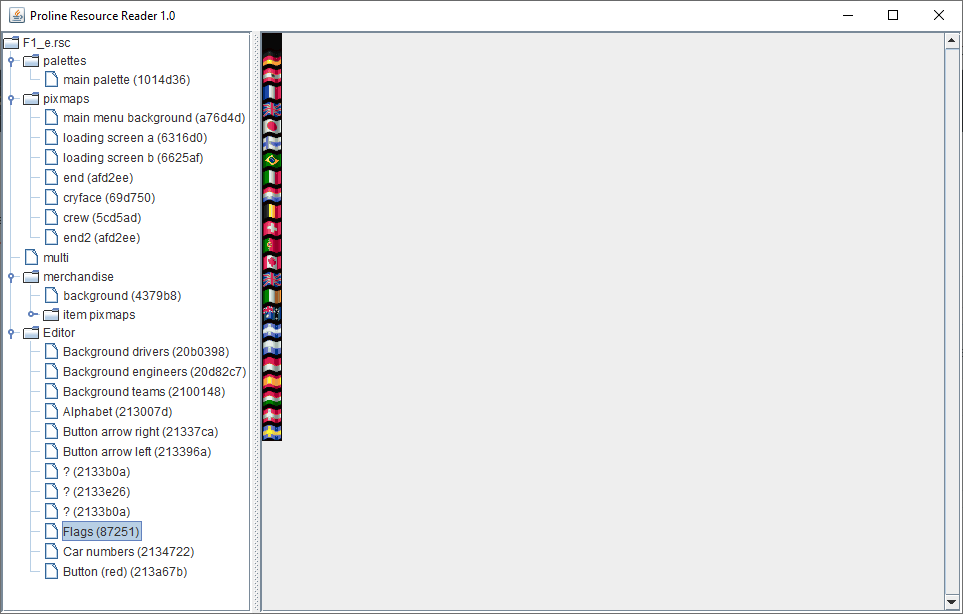 Proline Resource Reader 1.0
F1_e.rsc
palettes
main palette (1014d36)
pixmaps
main menu background (a76d4d)
loading screen a (6316d0)
loading screen b (6625af)
end (afd2ee)
cryface (69d750)
crew (5cd5ad)
end2 (afd2ee)
multi
merchandise
background (4379b8)
item pixmaps
Editor
Background drivers (20b0398)
Background engineers (20d82c7)
Background teams (2100148)
Alphabet (213007d)
Button arrow right (21337ca)
Button arrow left (213396a)
? (2133b0a)
? (2133e26)
? (2133b0a)
Flags (87251)
Car numbers (2134722)
Button (red) (213a67b)